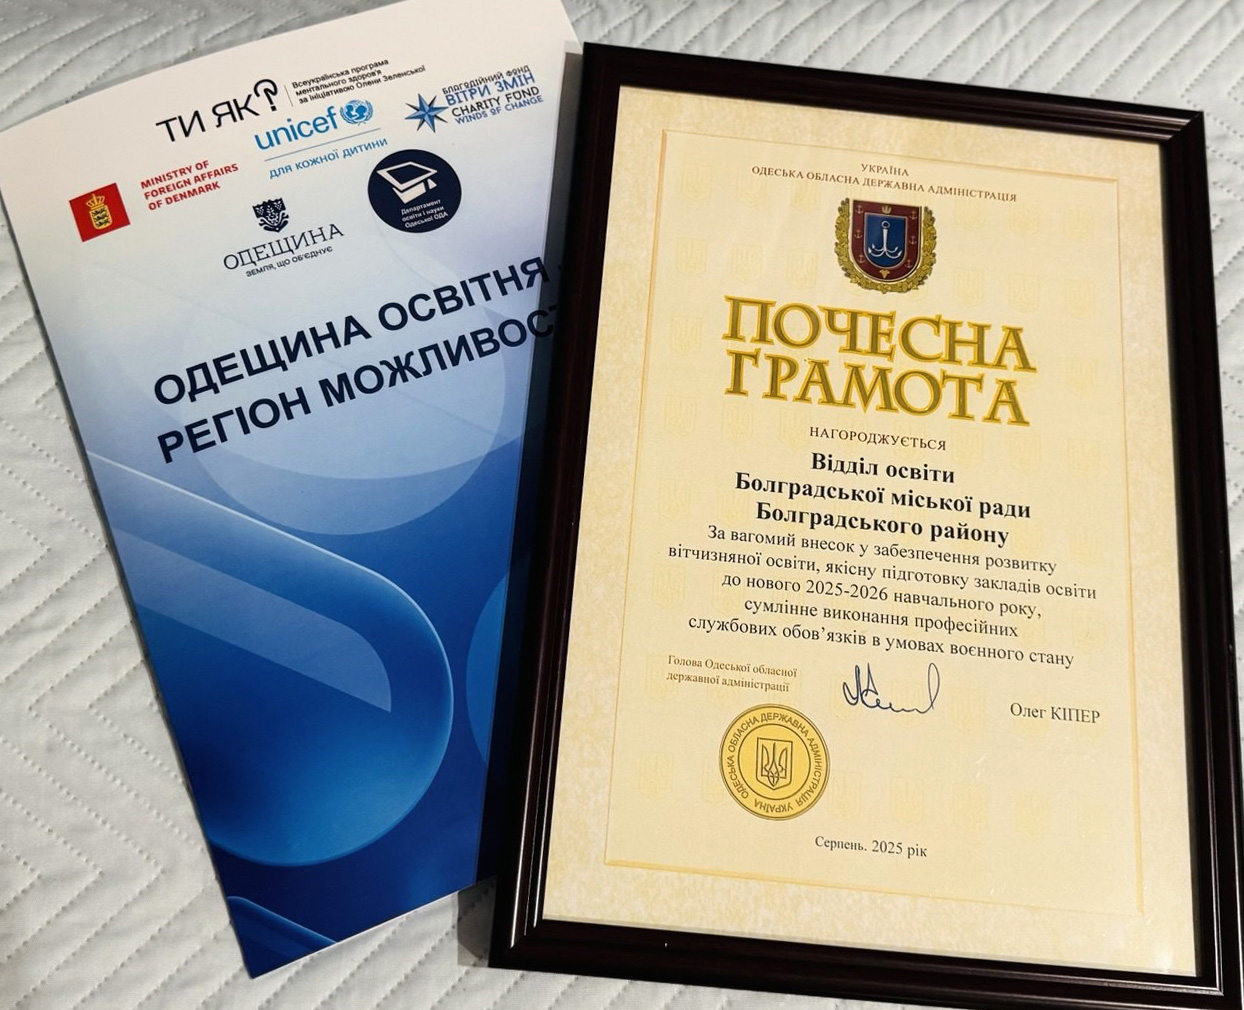 ТИ ЯК?
Всеукраїнська програма
ментального здоров'я
за ініціативою Олени Зеленської
unicef
ДЛЯ КОЖНОЇ ДИТИНИ
БЛАГОДІЙНИЙ ФОНД
ВІТРИ ЗМІН
CHARITY FOND
WINDS OF CHANGE
MINISTRY OF
FOREIGN AFFAIRS
OF DENMARK
ОДЕЩИНА
ЗЕМЛЯ, ЩО ОБ'ЄДНУЄ
Департамент
освіти і науки
Одеської ОДА
ОДЕЩИНА ОСВІТНЯ
РЕГІОН МОЖЛИВОС
УКРАЇНА
ОДЕСЬКА ОБЛАСНА ДЕРЖАВНА АДМІНІСТРАЦІЯ
ПОЧЕСНА
ГРАМОТА
НАГОРОДЖУЄТЬСЯ
Відділ освіти
Болградської міської ради
Болградського району
За вагомий внесок у забезпечення розвитку
вітчизняної освіти, якісну підготовку закладів освіти
до нового 2025-2026 навчального року,
сумлінне виконання професійних
службових обов’язків в умовах воєнного стану
Голова Одеської обласної
державної адміністрації
Олег КІПЕР
ОДЕСЬКА ОБЛАСНА ДЕРЖАВНА АДМІНІСТРАЦІЯ УКРАЇНА
Серпень. 2025 рік